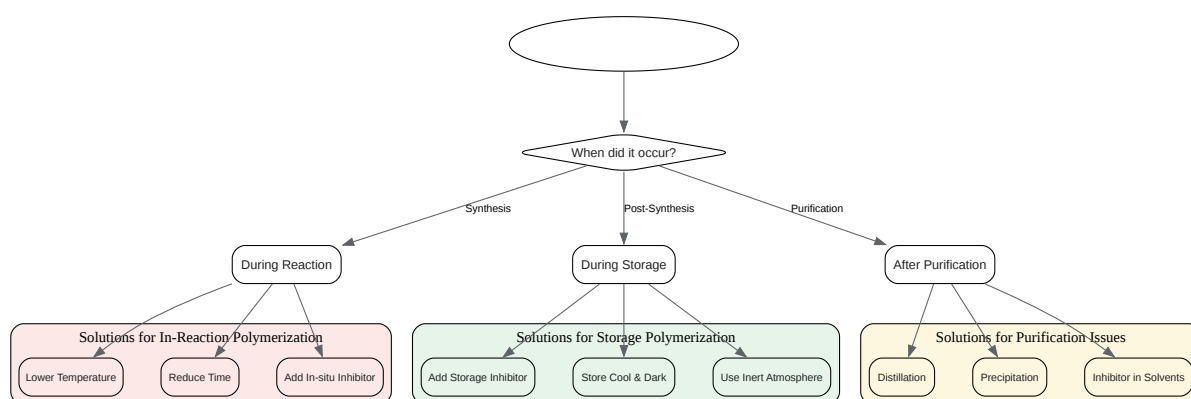 When did it occur?
Synthesis
Post-Synthesis
Purification
During Reaction
During Storage
After Purification
Solutions for In-Reaction Polymerization
Solutions for Storage Polymerization
Solutions for Purification Issues
Lower Temperature
Reduce Time
Add In-situ Inhibitor
Add Storage Inhibitor
Store Cool & Dark
Use Inert Atmosphere
Distillation
Precipitation
Inhibitor in Solvents